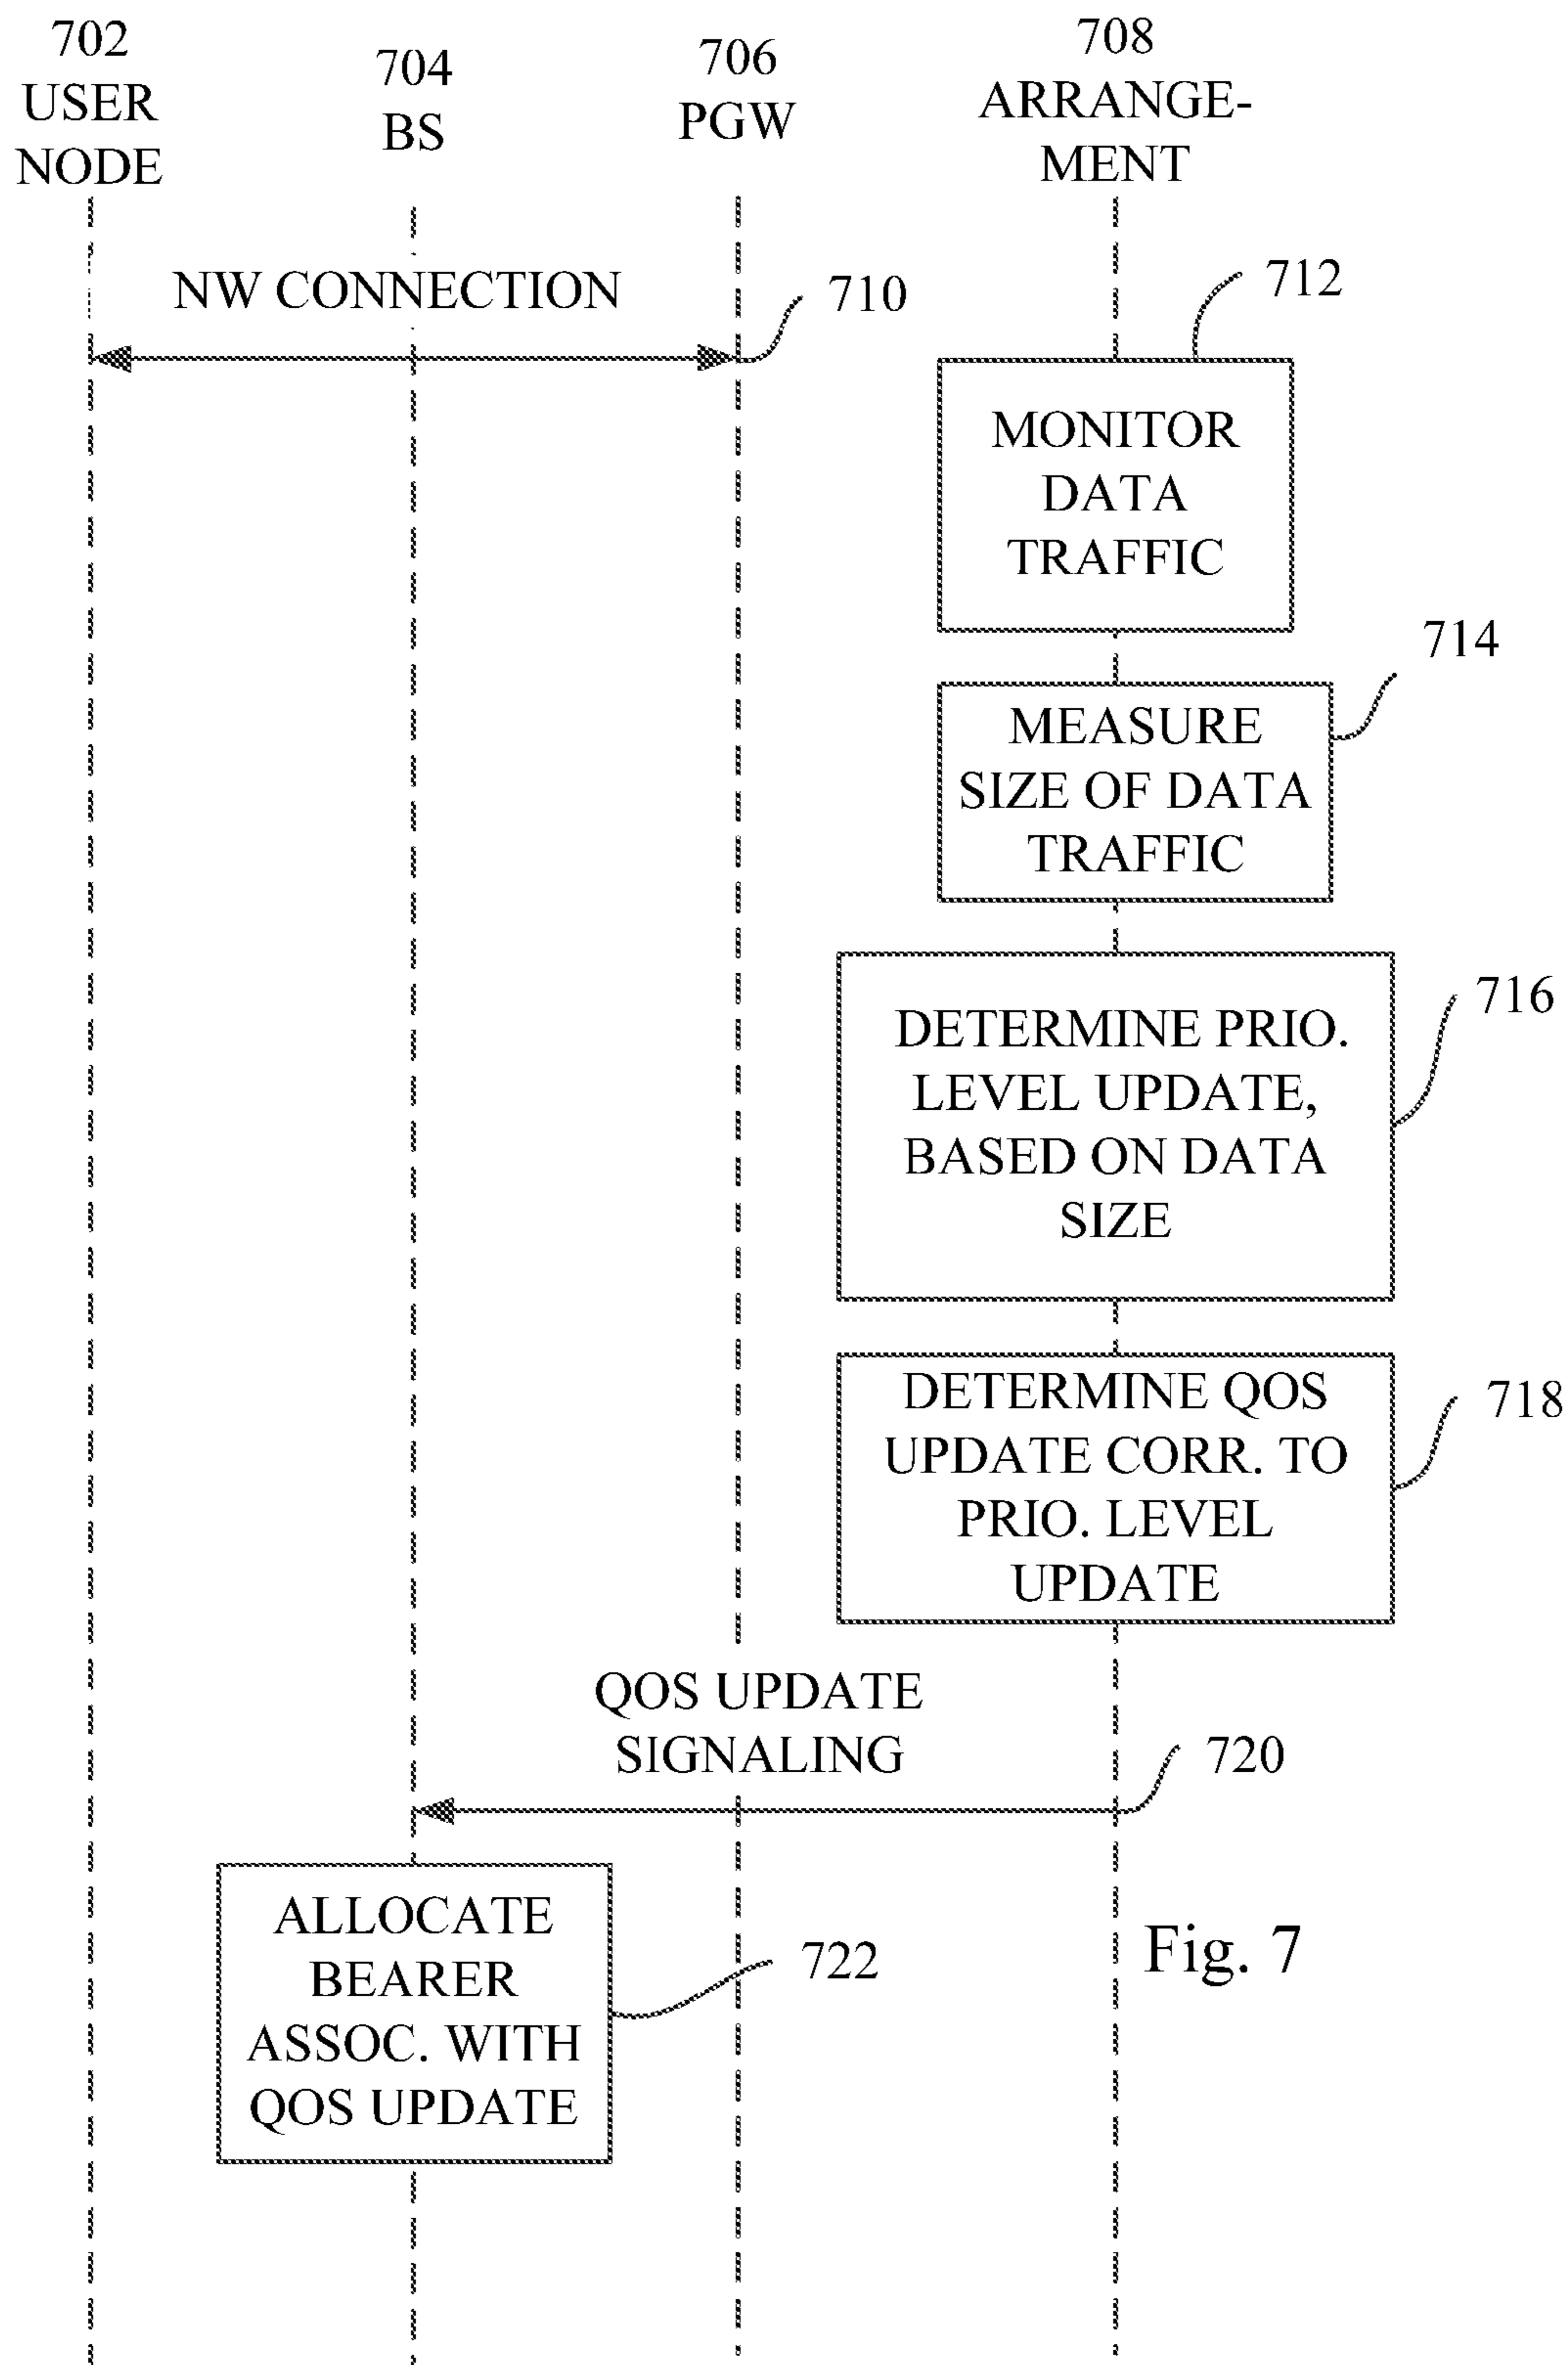 702
USER
NODE
704
BS
706
PGW
708
ARRANGE-
MENT
NW CONNECTION
710
712
MONITOR
DATA
TRAFFIC
714
MEASURE
SIZE OF DATA
TRAFFIC
716
DETERMINE PRIO.
LEVEL UPDATE,
BASED ON DATA
SIZE
718
DETERMINE QOS
UPDATE CORR. TO
PRIO. LEVEL
UPDATE
QOS UPDATE
SIGNALING
720
ALLOCATE
BEARER
ASSOC. WITH
QOS UPDATE
722
Fig. 7